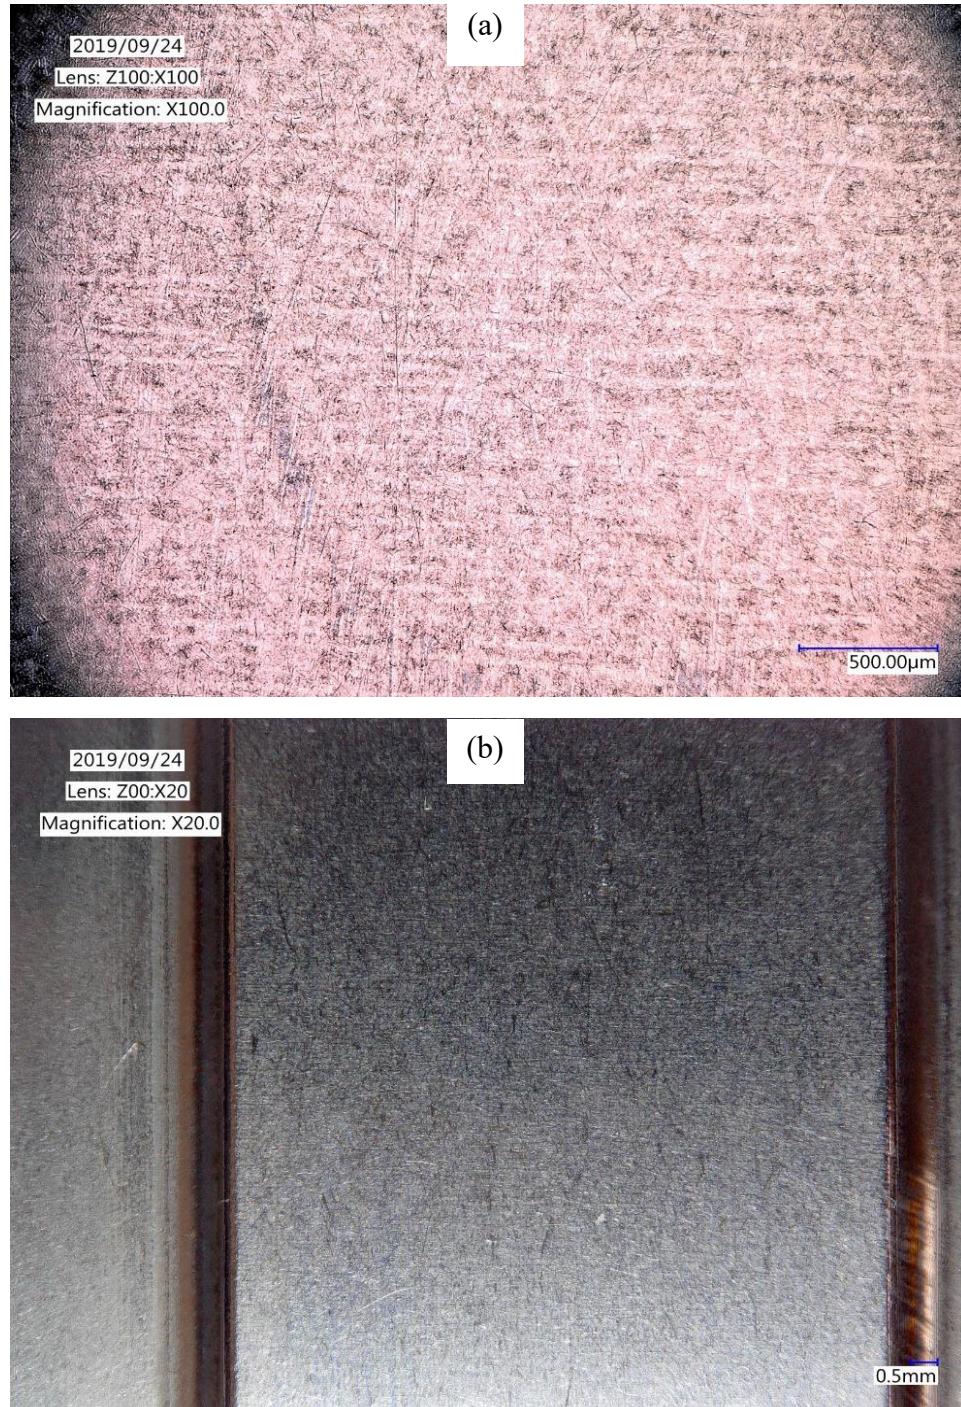 (a)
2019/09/24
Lens: Z100:X100
Magnification: X100.0
500.00μm
(b)
2019/09/24
Lens: Z00:X20
Magnification: X20.0
0.5mm